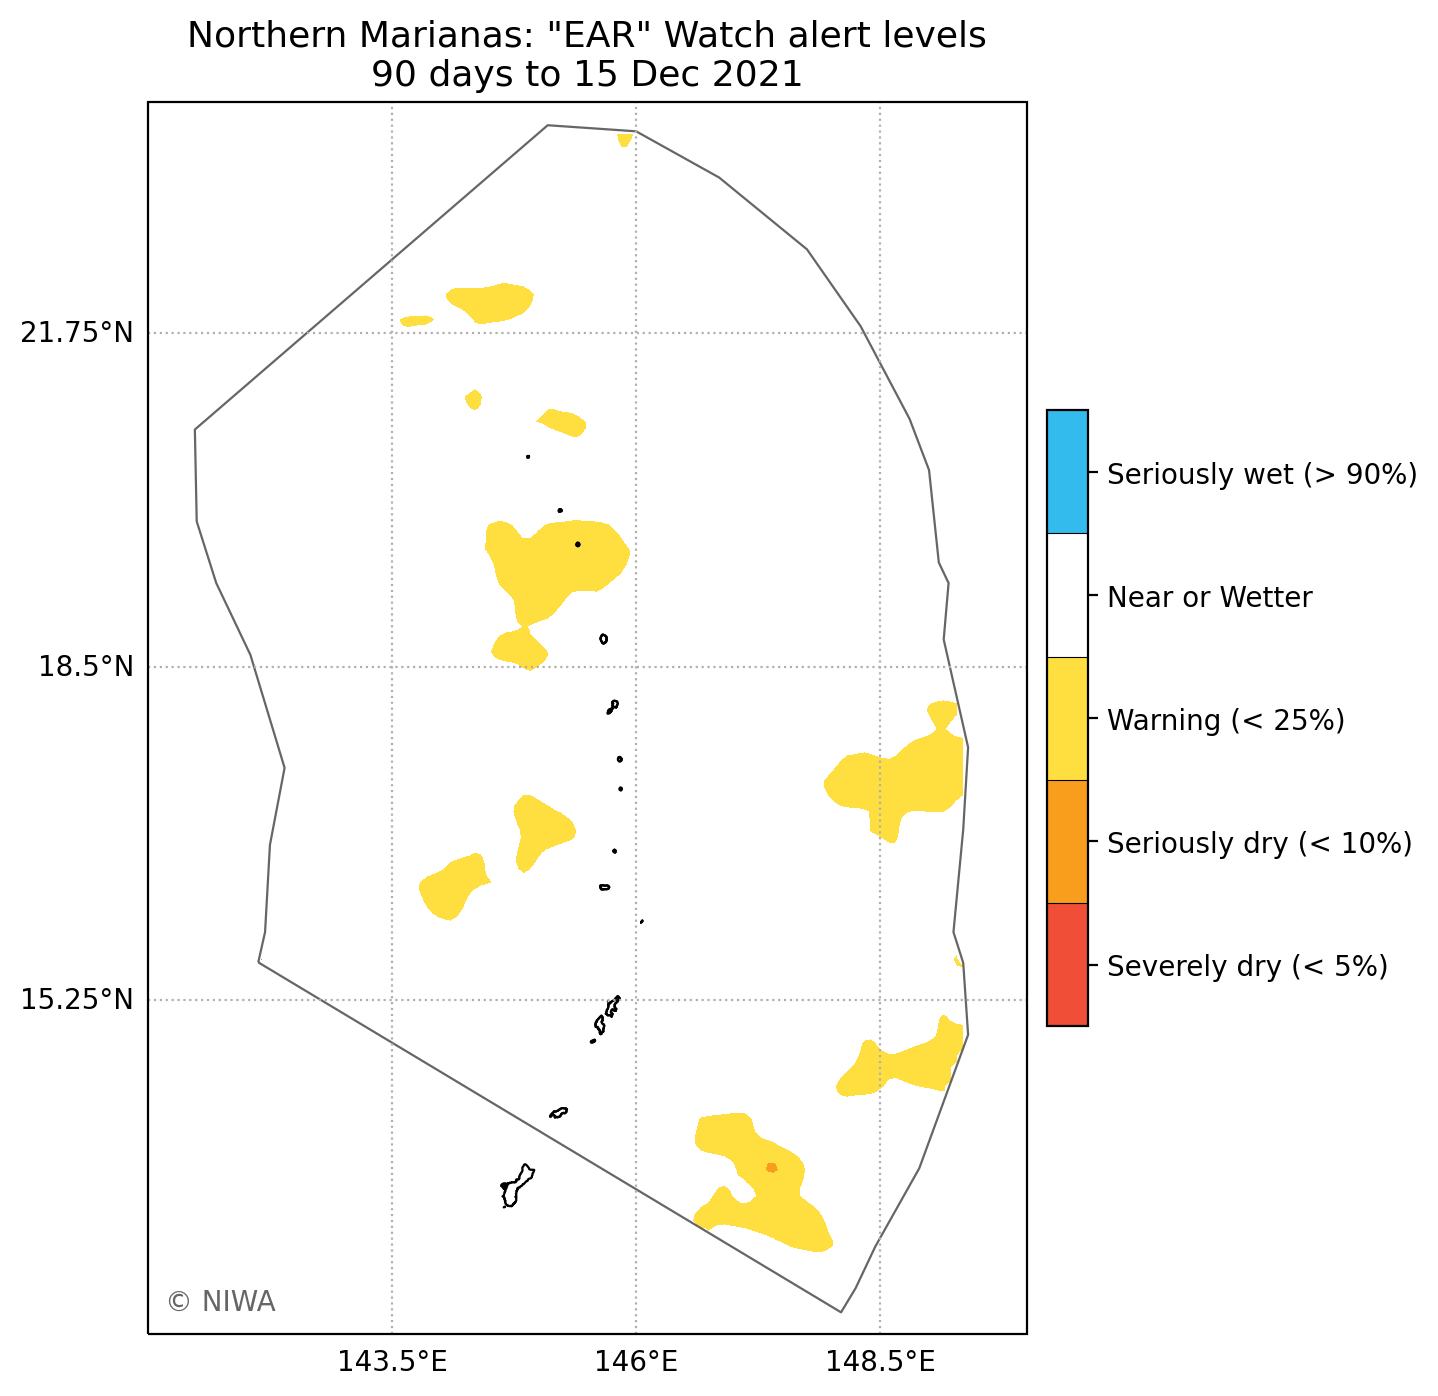 Northern Marianas: "EAR" Watch alert levels
90 days to 15 Dec 2021
21.75°N
18.5°N
15.25°N
143.5°E
146°E
148.5°E
Seriously wet (> 90%)
Near or Wetter
Warning (< 25%)
Seriously dry (< 10%)
Severely dry (< 5%)
© NIWA